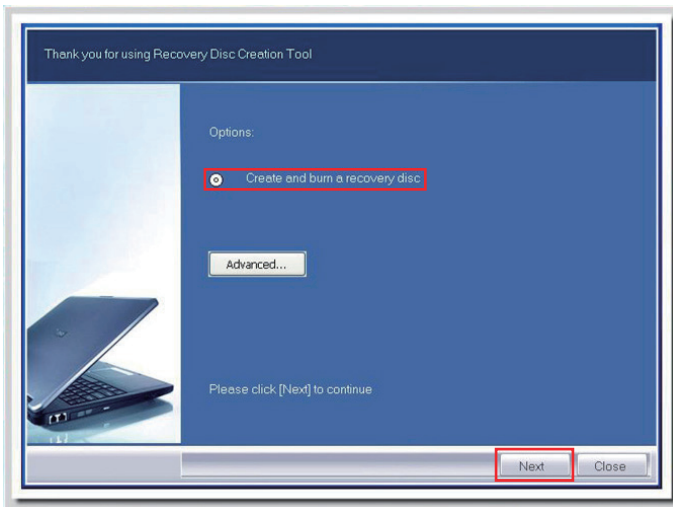 Thank you for using Recovery Disc Creation Tool
Options:
Create and burn a recovery disc
Advanced...
Please click [Next] to continue
Next Close